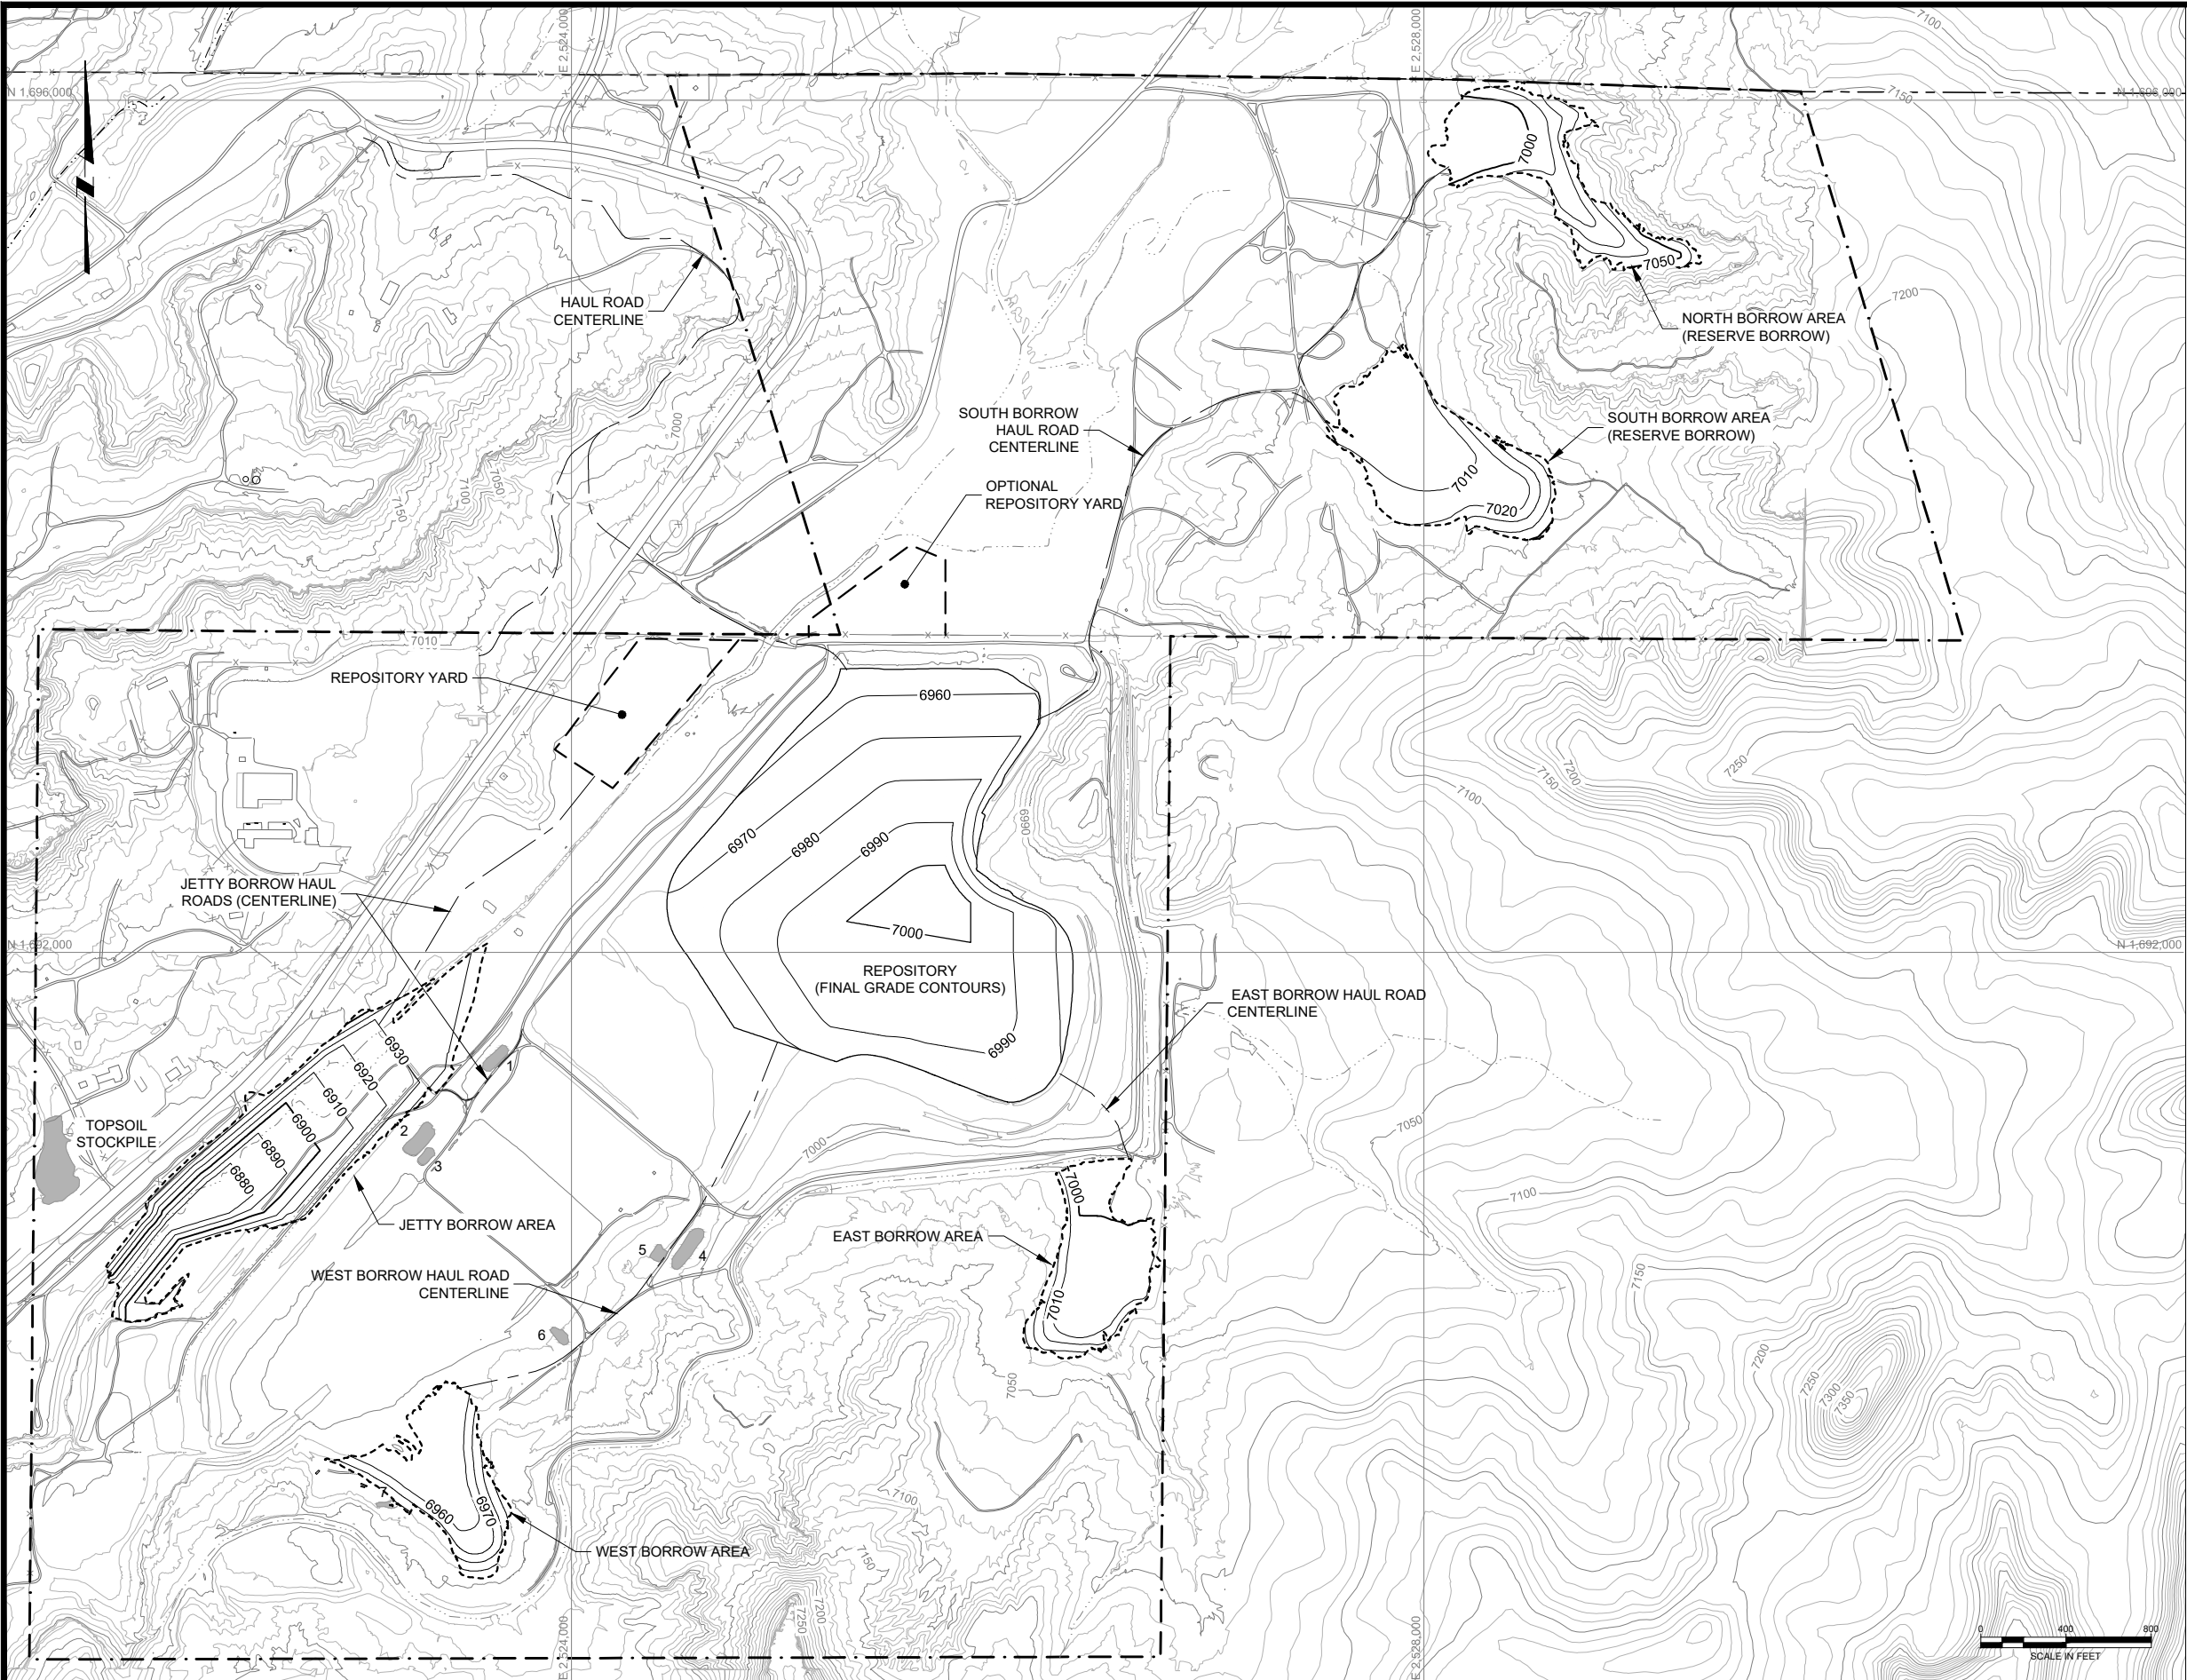 7100
E 2,524,000
E 2,528,000
N 1,696,000
N 1,696,000
7150
7000
HAUL ROAD
CENTERLINE
7050
7200
NORTH BORROW AREA
(RESERVE BORROW)
7000
SOUTH BORROW
HAUL ROAD
CENTERLINE
SOUTH BORROW AREA
(RESERVE BORROW)
7100
7050
7150
7010
7020
OPTIONAL
REPOSITORY YARD
7010
REPOSITORY YARD
6960
7150
7200
7250
7100
6990
6970
6980
6990
JETTY BORROW HAUL
ROADS (CENTERLINE)
7000
N 1,692,000
N 1,692,000
REPOSITORY
(FINAL GRADE CONTOURS)
EAST BORROW HAUL ROAD
CENTERLINE
6990
6930
6920
6910
6900
6890
6880
1
2
3
TOPSOIL
STOCKPILE
7050
7000
7000
7100
JETTY BORROW AREA
EAST BORROW AREA
5
4
WEST BORROW HAUL ROAD
CENTERLINE
7150
7010
6
7200
7250
7300
7350
7050
7
6960
6970
7100
WEST BORROW AREA
7150
7250
7200
E 2,524,000
E 2,528,000
0
400
800
SCALE IN FEET